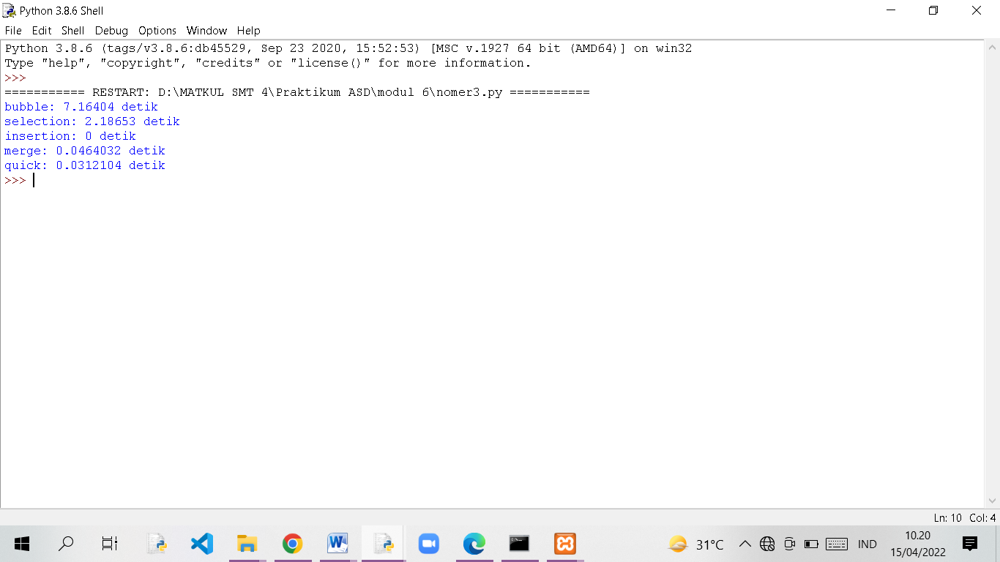 Python 3.8.6 Shell
File Edit Shell Debug Options Window Help
Python 3.8.6 (tags/v3.8.6:db45529, Sep 23 2020, 15:52:53) [MSC v.1927 64 bit (AMD64)] on win32
Type "help", "copyright", "credits" or "license()" for more information.
>>>
=========== RESTART: D:\MATKUL SMT 4\Praktikum ASD\modul 6\nomer3.py ===========
bubble: 7.16404 detik
selection: 2.18653 detik
insertion: 0 detik
merge: 0.0464032 detik
quick: 0.0312104 detik
>>>
Ln: 10 Col: 4
31°C IND 10.20
15/04/2022